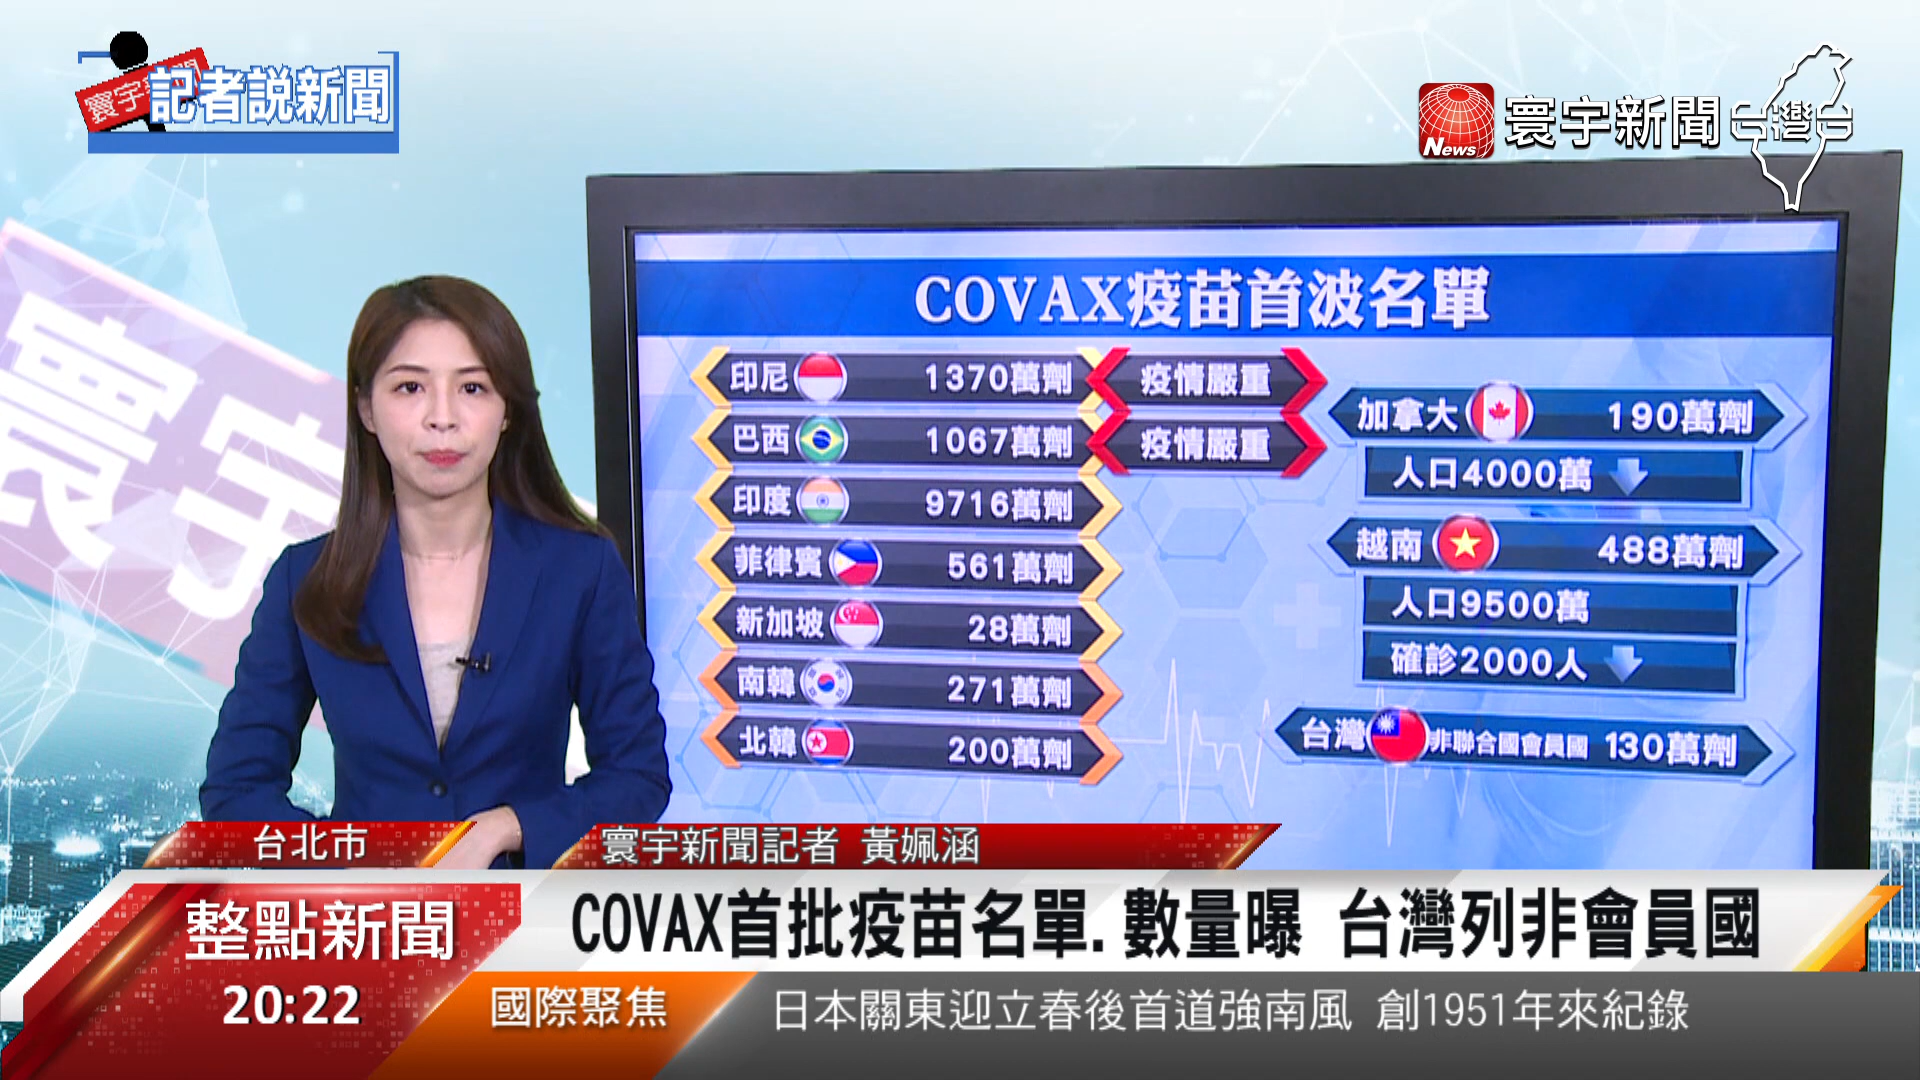 記者說新聞
寰宇新聞
News
寰宇新聞台
台灣
寰宇
COVAX疫苗首波名單
印尼 1370萬劑 疫情嚴重
巴西 1067萬劑 疫情嚴重
印度 9716萬劑
菲律賓 561萬劑
新加坡 28萬劑
南韓 271萬劑
北韓 200萬劑
加拿大 190萬劑
人口4000萬
越南 488萬劑
人口9500萬
確診2000人
台灣 非聯合國會員國 130萬劑
台北市
寰宇新聞記者 黃姵涵
整點新聞
COVAX首批疫苗名單.數量曝 台灣列非會員國
20:22
國際聚焦
日本關東迎立春後首道強南風 創1951年來紀錄